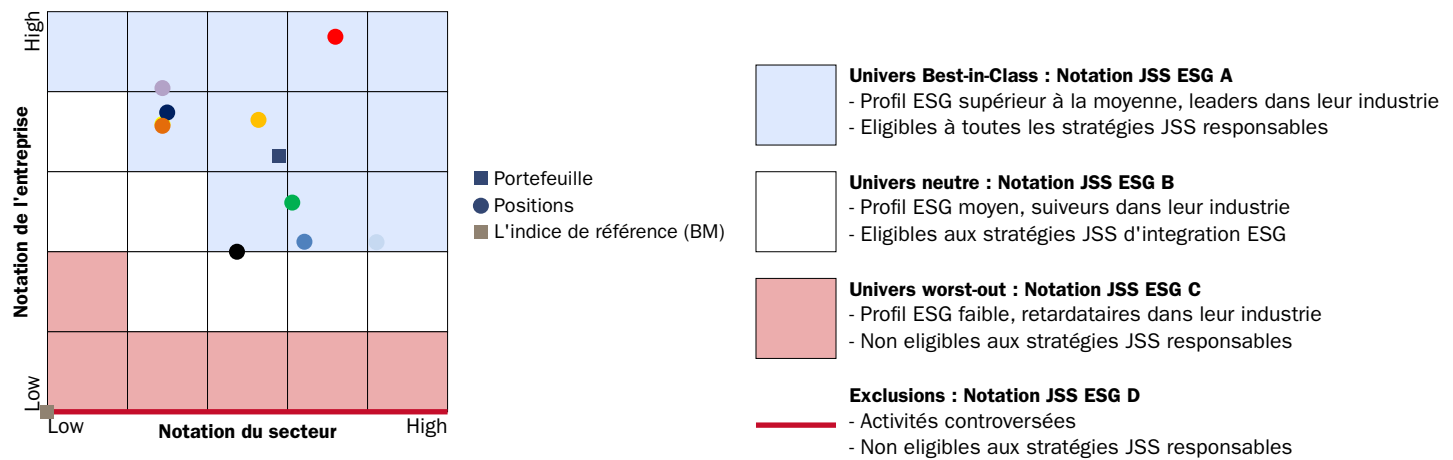 High
Notation de l'entreprise
Low
Low
Notation du secteur
High
Portefeuille
Positions
L'indice de référence (BM)
Univers Best-in-Class : Notation JSS ESG A
- Profil ESG supérieur à la moyenne, leaders dans leur industrie
- Eligibles à toutes les stratégies JSS responsables
Univers neutre : Notation JSS ESG B
- Profil ESG moyen, suiveurs dans leur industrie
- Eligibles aux stratégies JSS d'integration ESG
Univers worst-out : Notation JSS ESG C
- Profil ESG faible, retardataires dans leur industrie
- Non eligibles aux stratégies JSS responsables
Exclusions : Notation JSS ESG D
- Activités controversées
- Non eligibles aux stratégies JSS responsables